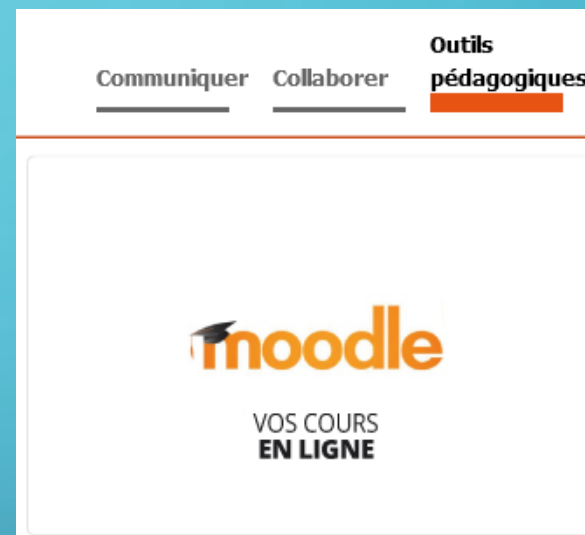 Communiquer Collaborer Outils
pédagogiques
moodle
VOS COURS
EN LIGNE